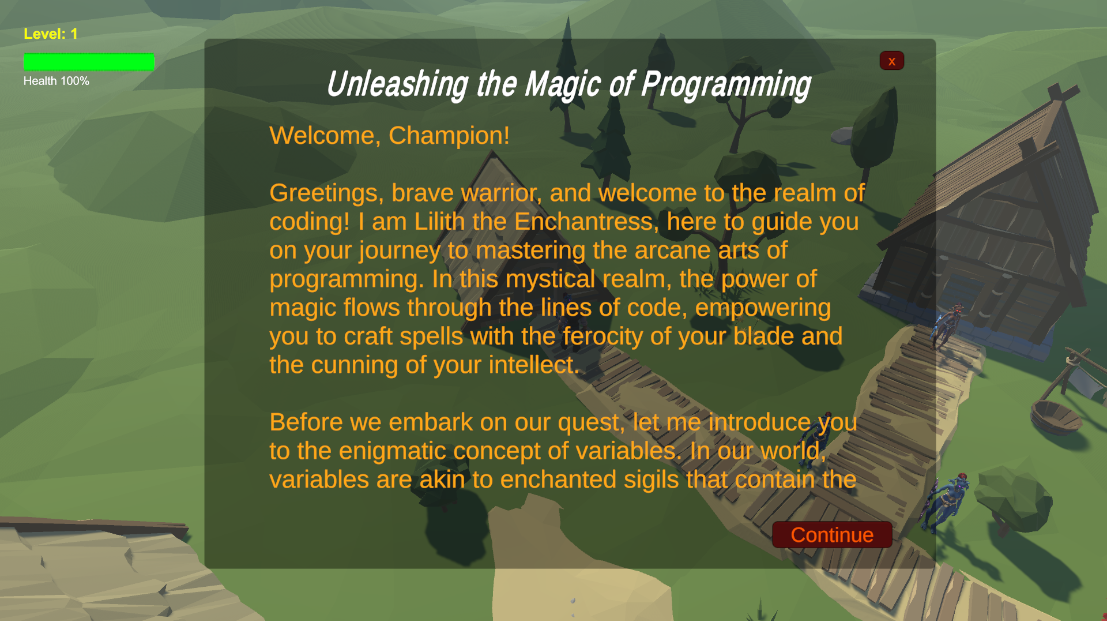 Level: 1
Health 100%
x
Unleashing the Magic of Programming
Welcome, Champion!
Greetings, brave warrior, and welcome to the realm of
coding! I am Lilith the Enchantress, here to guide you
on your journey to mastering the arcane arts of
programming. In this mystical realm, the power of
magic flows through the lines of code, empowering
you to craft spells with the ferocity of your blade and
the cunning of your intellect.
Before we embark on our quest, let me introduce you
to the enigmatic concept of variables. In our world,
variables are akin to enchanted sigils that contain the
Continue